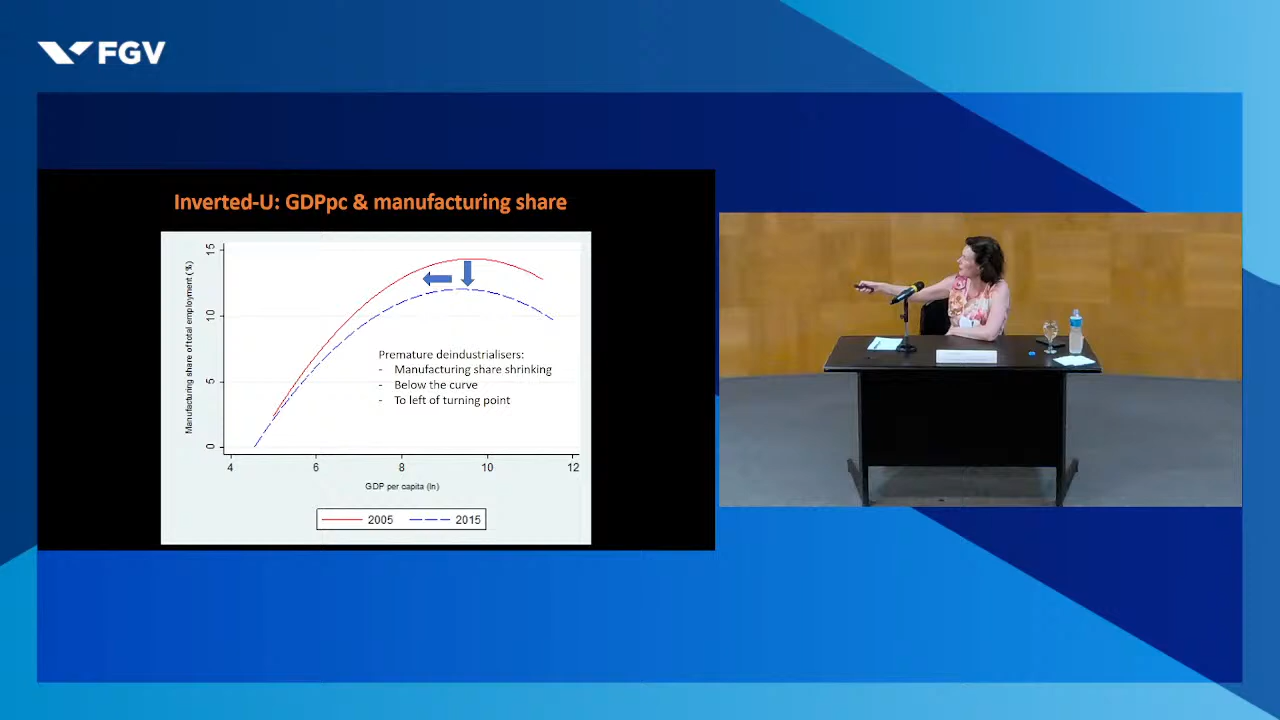 FGV
Inverted-U: GDPpc & manufacturing share
Manufacturing share of total employment (%)
15
10
5
0
Premature deindustrialisers:
- Manufacturing share shrinking
- Below the curve
- To left of turning point
4 6 8 10 12
GDP per capita (ln)
2005 2015